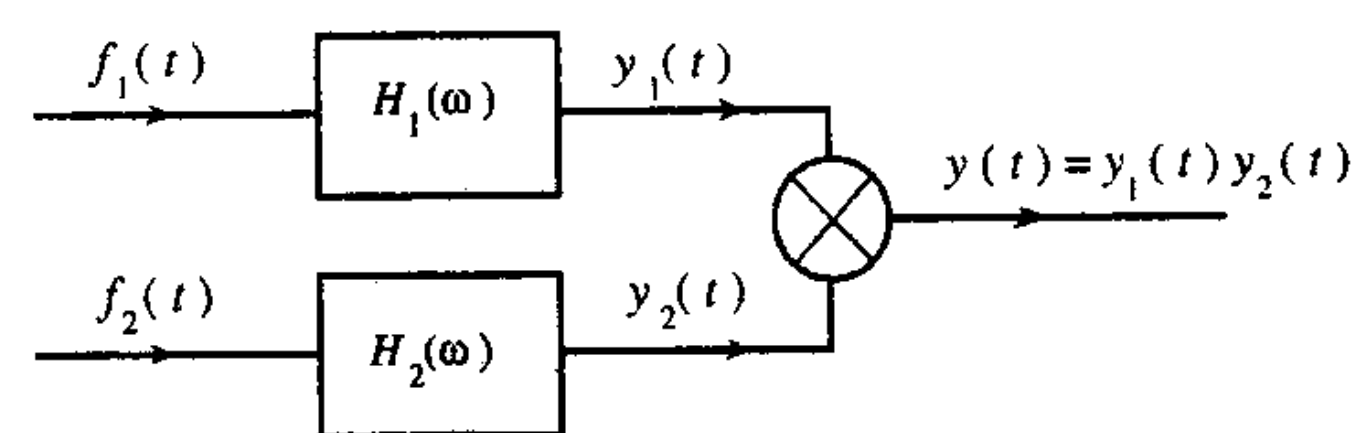 f₁(t)
H₁(ω)
y₁(t)
y(t)=y₁(t)y₂(t)
f₂(t)
H₂(ω)
y₂(t)